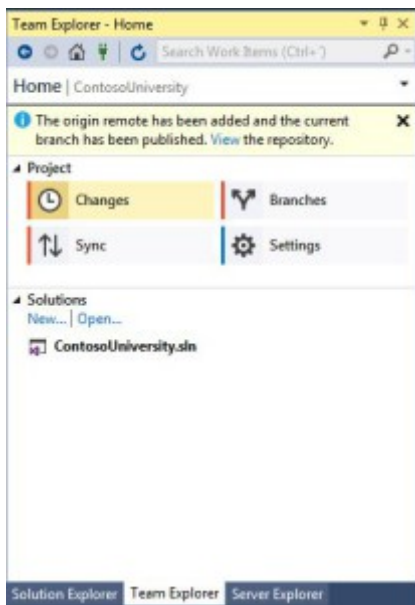 Team Explorer - Home
Search Work Items (Ctrl+')
Home | ContosoUniversity
The origin remote has been added and the current
branch has been published. View the repository.
Project
Changes
Branches
Sync
Settings
Solutions
New... | Open...
ContosoUniversity.sln
Solution Explorer Team Explorer Server Explorer